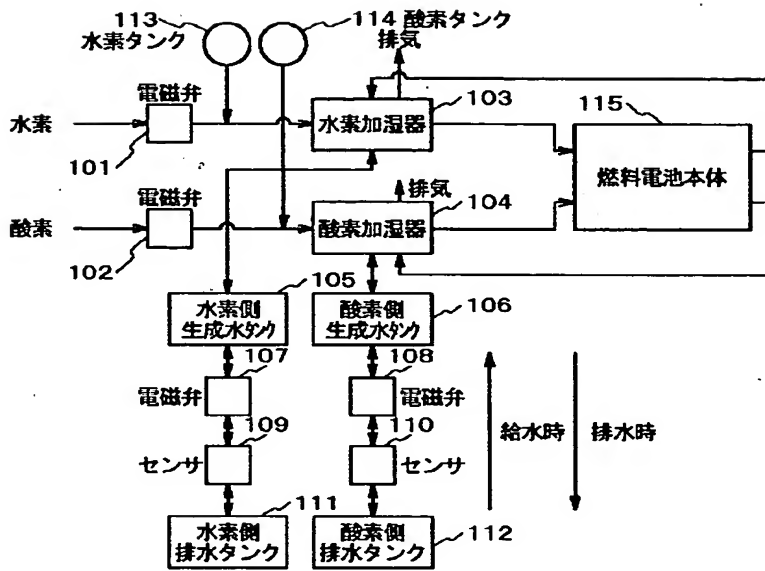 113
水素タンク
114 酸素タンク
排気
電磁弁
水素
101
水素加湿器
103
115
燃料電池本体
電磁弁
酸素
102
排気
104
酸素加湿器
105
水素側
生成水タンク
106
酸素側
生成水タンク
107
電磁弁
108
電磁弁
109
センサ
110
センサ
給水時
排水時
111
水素側
排水タンク
112
酸素側
排水タンク